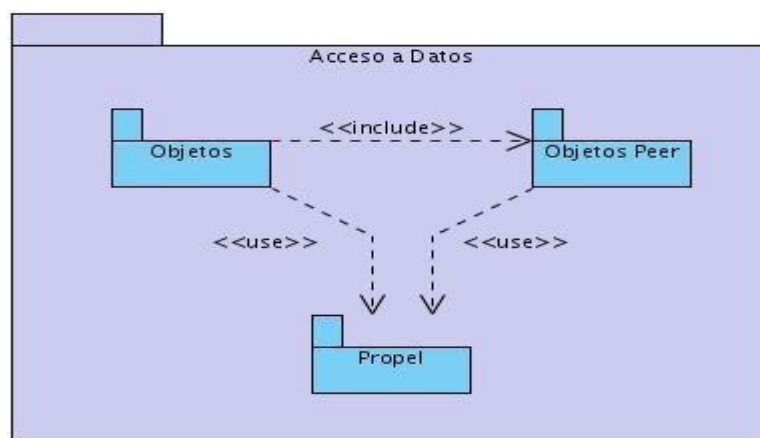 Acceso a Datos
<<include>>
Objetos
Objetos Peer
<<use>>
<<use>>
Propel